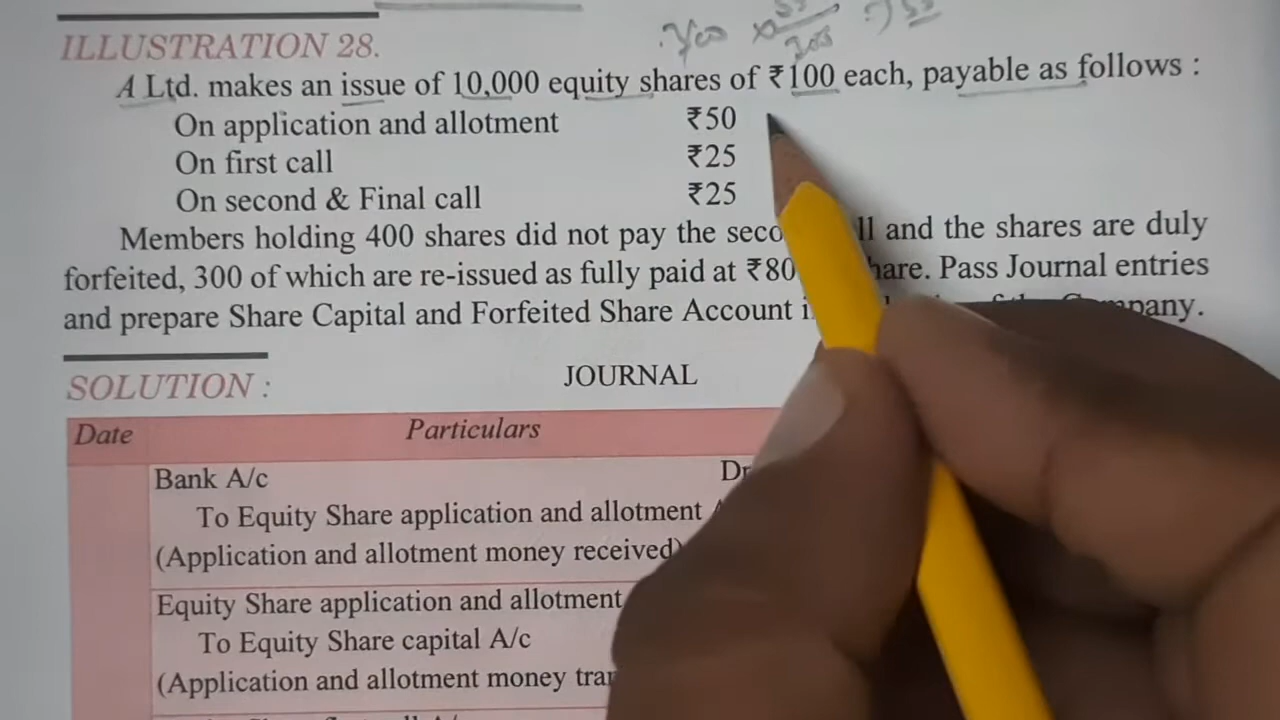 ILLUSTRATION 28.
A Ltd. makes an issue of 10,000 equity shares of ₹100 each, payable as follows :
On application and allotment ₹50
On first call ₹25
On second & Final call ₹25
Members holding 400 shares did not pay the seco ll and the shares are duly
forfeited, 300 of which are re-issued as fully paid at ₹80 hare. Pass Journal entries
and prepare Share Capital and Forfeited Share Account i pany.
SOLUTION :
JOURNAL
Date Particulars
Bank A/c Dr
To Equity Share application and allotment
(Application and allotment money received)
Equity Share application and allotment
To Equity Share capital A/c
(Application and allotment money tran